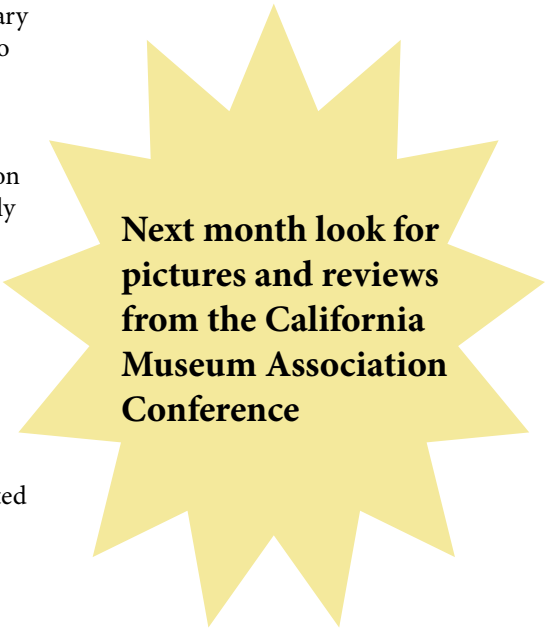 Next month look for
pictures and reviews
from the California
Museum Association
Conference